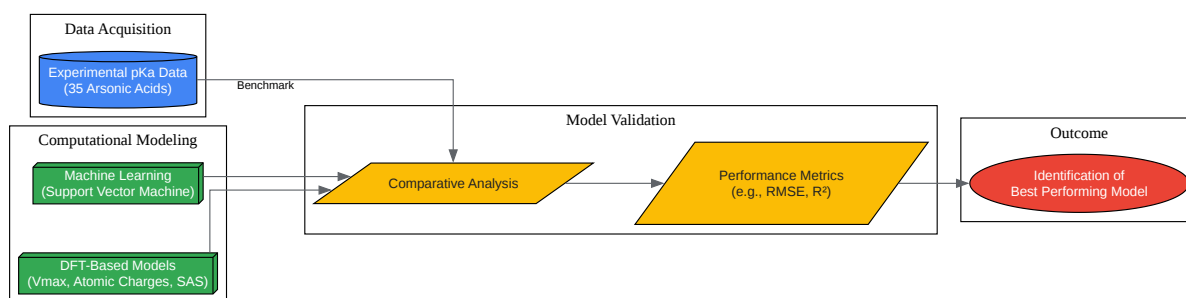 Data Acquisition
Experimental pKa Data
(35 Arsonic Acids)
Benchmark
Computational Modeling
Machine Learning
(Support Vector Machine)
DFT-Based Models
(Vmax, Atomic Charges, SAS)
Model Validation
Comparative Analysis
Performance Metrics
(e.g., RMSE, R²)
Outcome
Identification of
Best Performing Model